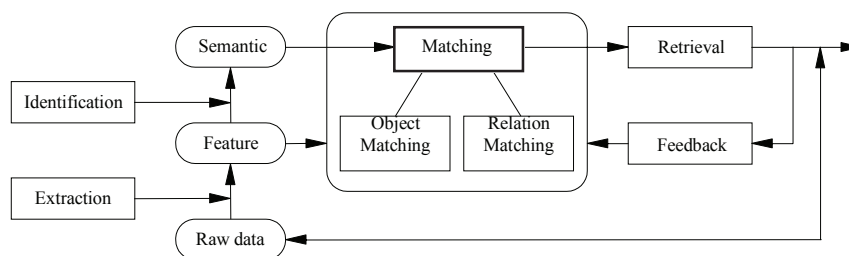 Semantic
Matching
Retrieval
Identification
Feature
Object
Matching
Relation
Matching
Feedback
Extraction
Raw data